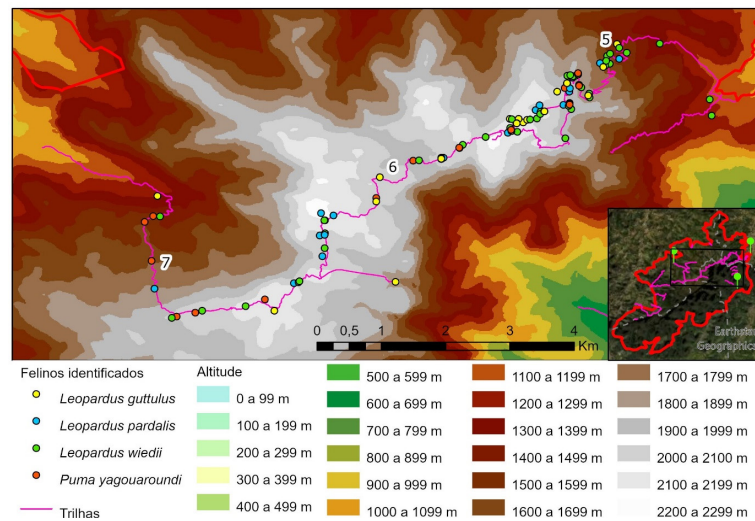 5
6
7
0 0,5 1 2 3 4
Km
Earthstar
Geographics
Felinos identificados
Leopardus guttulus
Leopardus pardalis
Leopardus wiedii
Puma yagouaroundi
Trilhas
Altitude
0 a 99 m
100 a 199 m
200 a 299 m
300 a 399 m
400 a 499 m
500 a 599 m
600 a 699 m
700 a 799 m
800 a 899 m
900 a 999 m
1000 a 1099 m
1100 a 1199 m
1200 a 1299 m
1300 a 1399 m
1400 a 1499 m
1500 a 1599 m
1600 a 1699 m
1700 a 1799 m
1800 a 1899 m
1900 a 1999 m
2000 a 2100 m
2100 a 2199 m
2200 a 2299 m